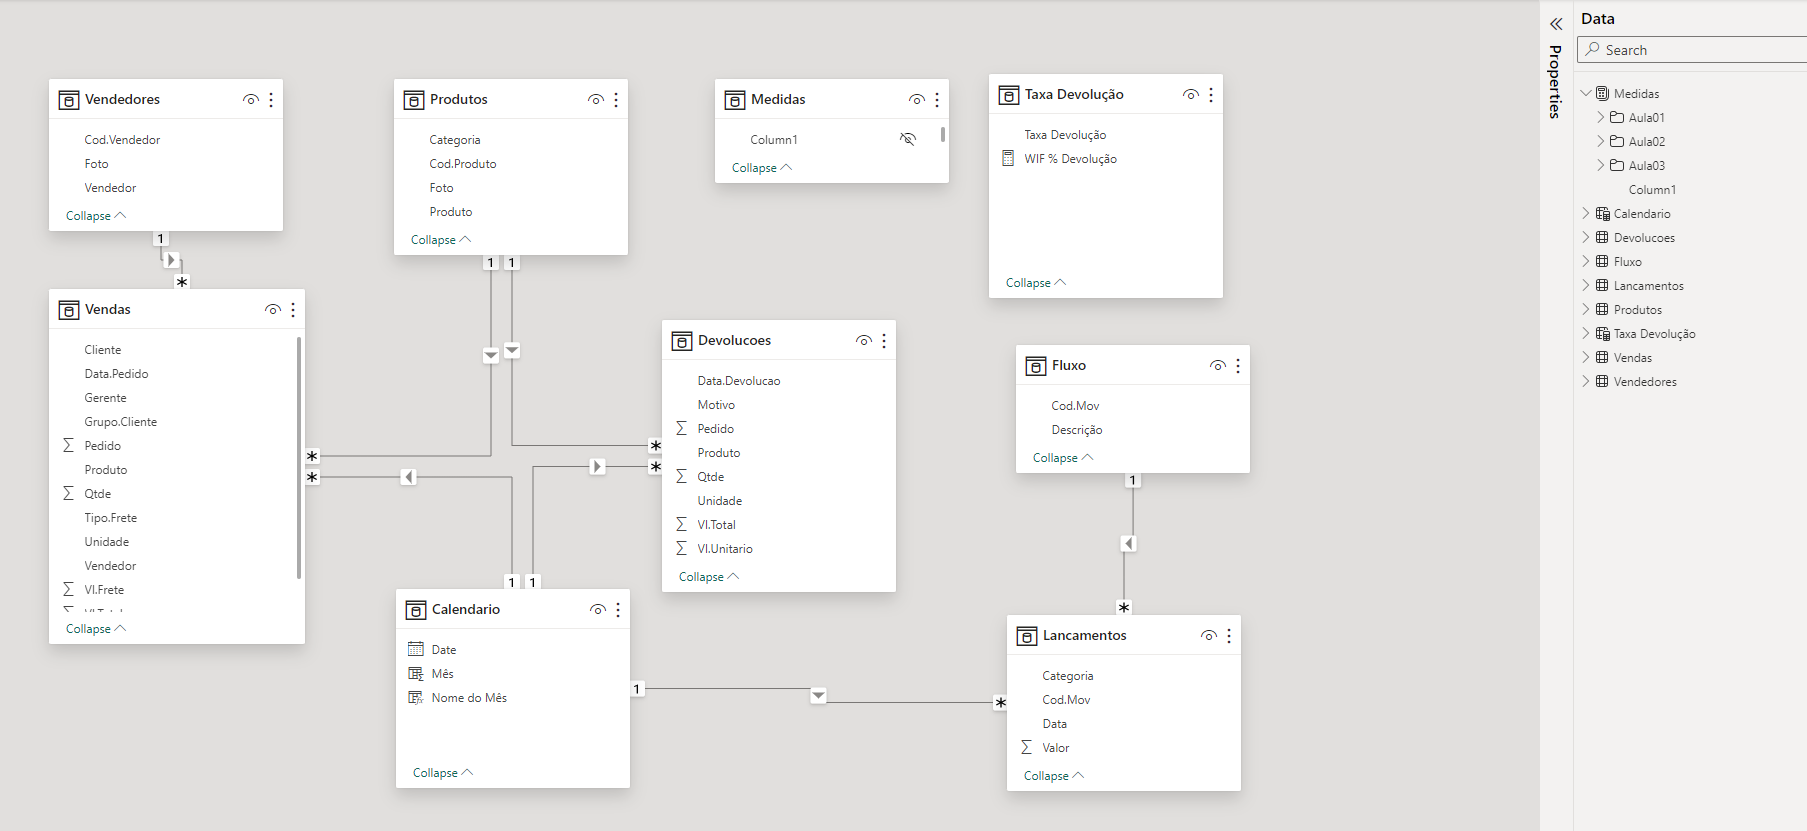 Vendedores
Cod.Vendedor
Foto
Vendedor
Collapse
1
*
Vendas
Cliente
Data.Pedido
Gerente
Grupo.Cliente
Pedido
Produto
Qtde
Tipo.Frete
Unidade
Vendedor
Vl.Frete
Collapse
Produtos
Categoria
Cod.Produto
Foto
Produto
Collapse
1 1
*
*
Medidas
Column1
Collapse
Taxa Devolução
Taxa Devolução
WIF % Devolução
Collapse
Devolucoes
Data.Devolucao
Motivo
Pedido
Produto
Qtde
Unidade
Vl.Total
Vl.Unitario
Collapse
*
*
Fluxo
Cod.Mov
Descrição
Collapse
1
*
1 1
Calendario
Date
Mês
Nome do Mês
Collapse
1
*
Lancamentos
Categoria
Cod.Mov
Data
Valor
Collapse
Properties
Data
Search
Medidas
Aula01
Aula02
Aula03
Column1
Calendario
Devolucoes
Fluxo
Lancamentos
Produtos
Taxa Devolução
Vendas
Vendedores